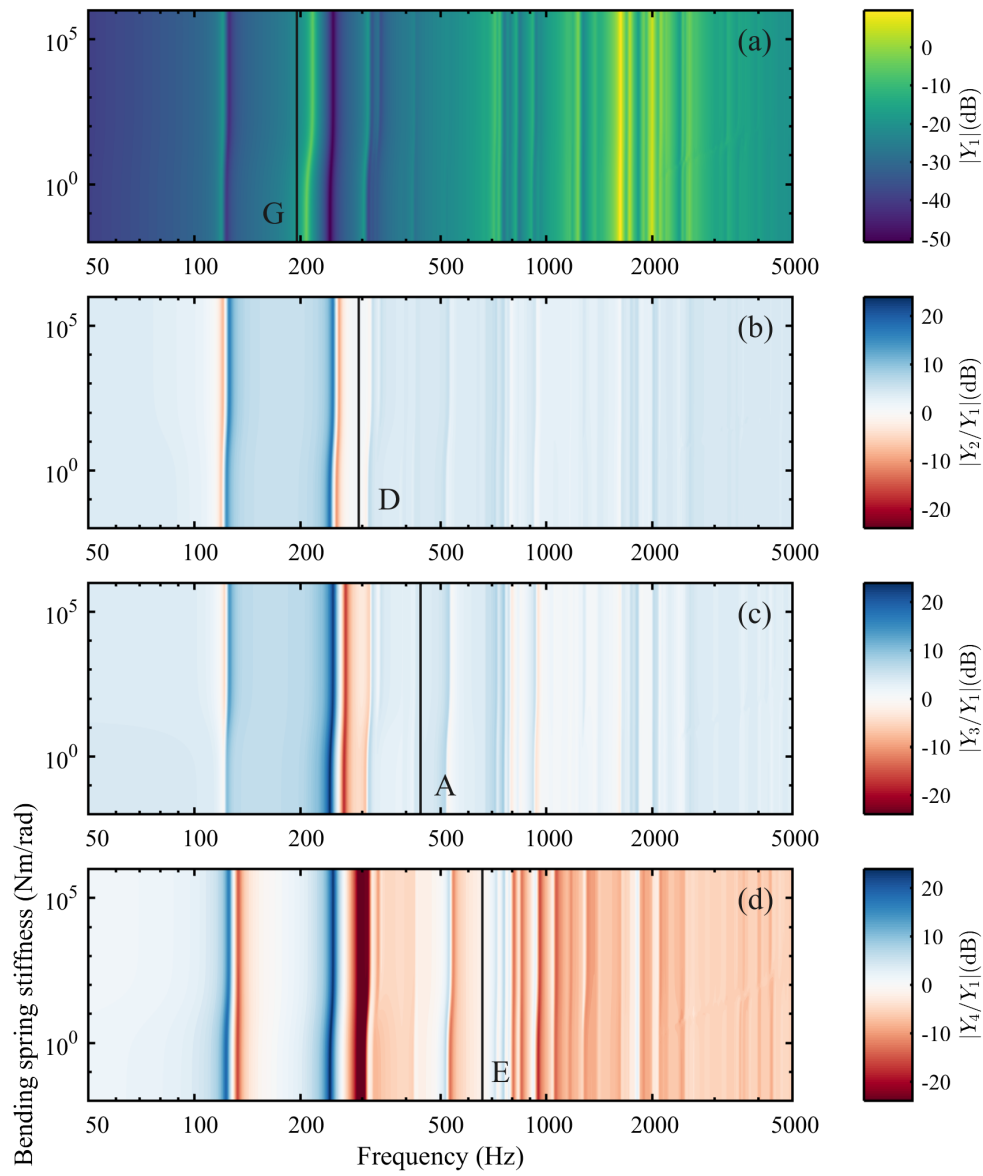 (a)
10^5
10^0
G
50 100 200 500 1000 2000 5000
0
-10
-20
-30
-40
-50
|Y_1|(dB)
(b)
10^5
10^0
D
50 100 200 500 1000 2000 5000
20
10
0
-10
-20
|Y_2/Y_1|(dB)
(c)
10^5
10^0
A
50 100 200 500 1000 2000 5000
20
10
0
-10
-20
|Y_3/Y_1|(dB)
(d)
10^5
10^0
E
50 100 200 500 1000 2000 5000
20
10
0
-10
-20
|Y_4/Y_1|(dB)
Bending spring stiffness (Nm/rad)
Frequency (Hz)